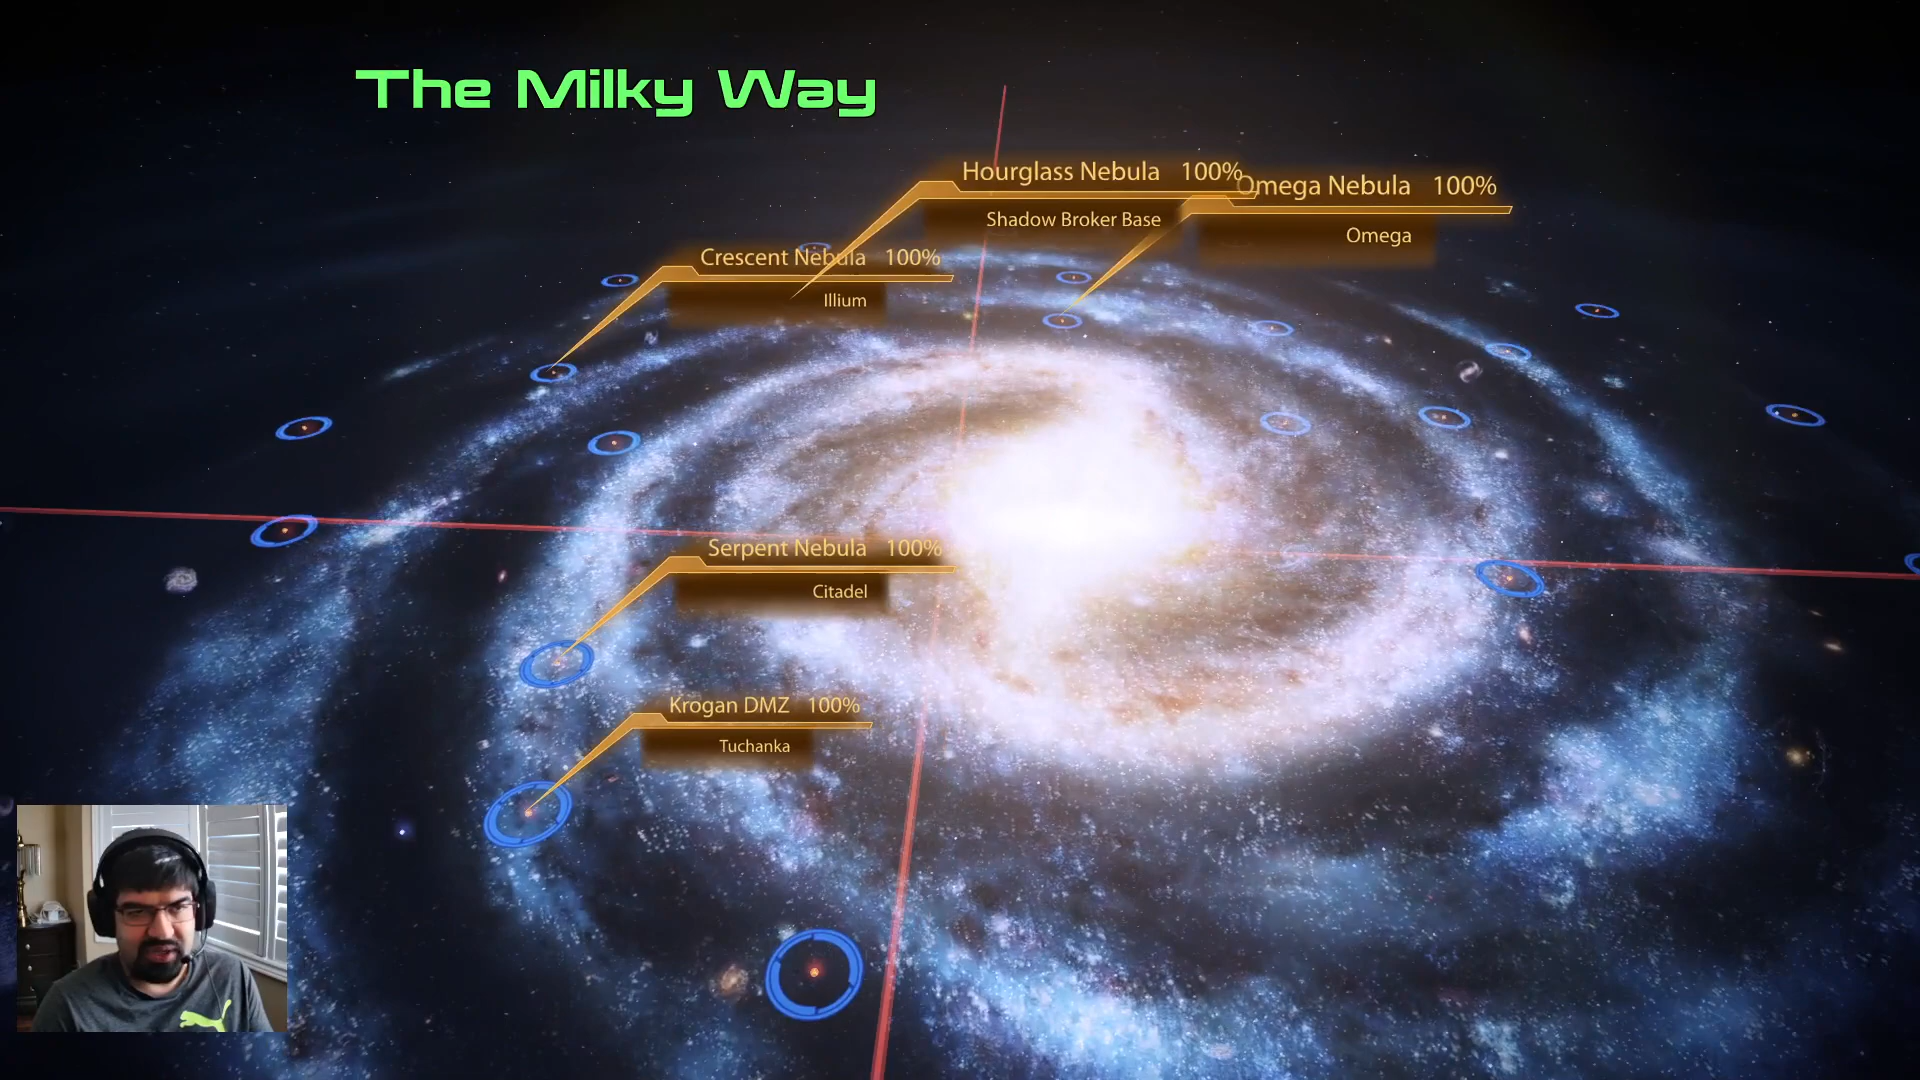 The Milky Way
Hourglass Nebula 100%
Shadow Broker Base
Omega Nebula 100%
Omega
Crescent Nebula 100%
Illium
Serpent Nebula 100%
Citadel
Krogan DMZ 100%
Tuchanka